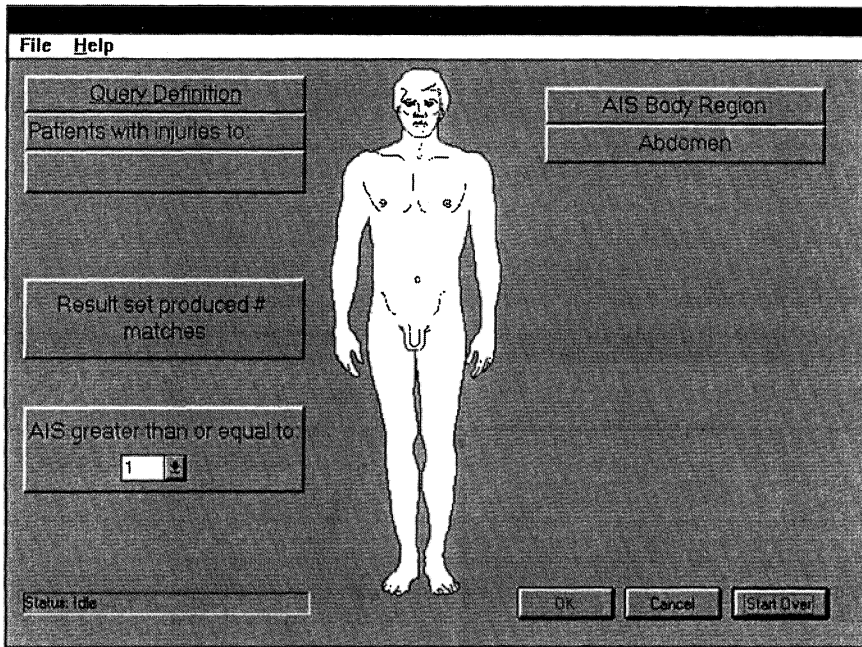 File Help
Query Definition
Patients with injuries to:
AIS Body Region
Abdomen
Result set produced #
matches
AIS greater than or equal to:
1
Status: Idle
OK
Cancel
Start Over